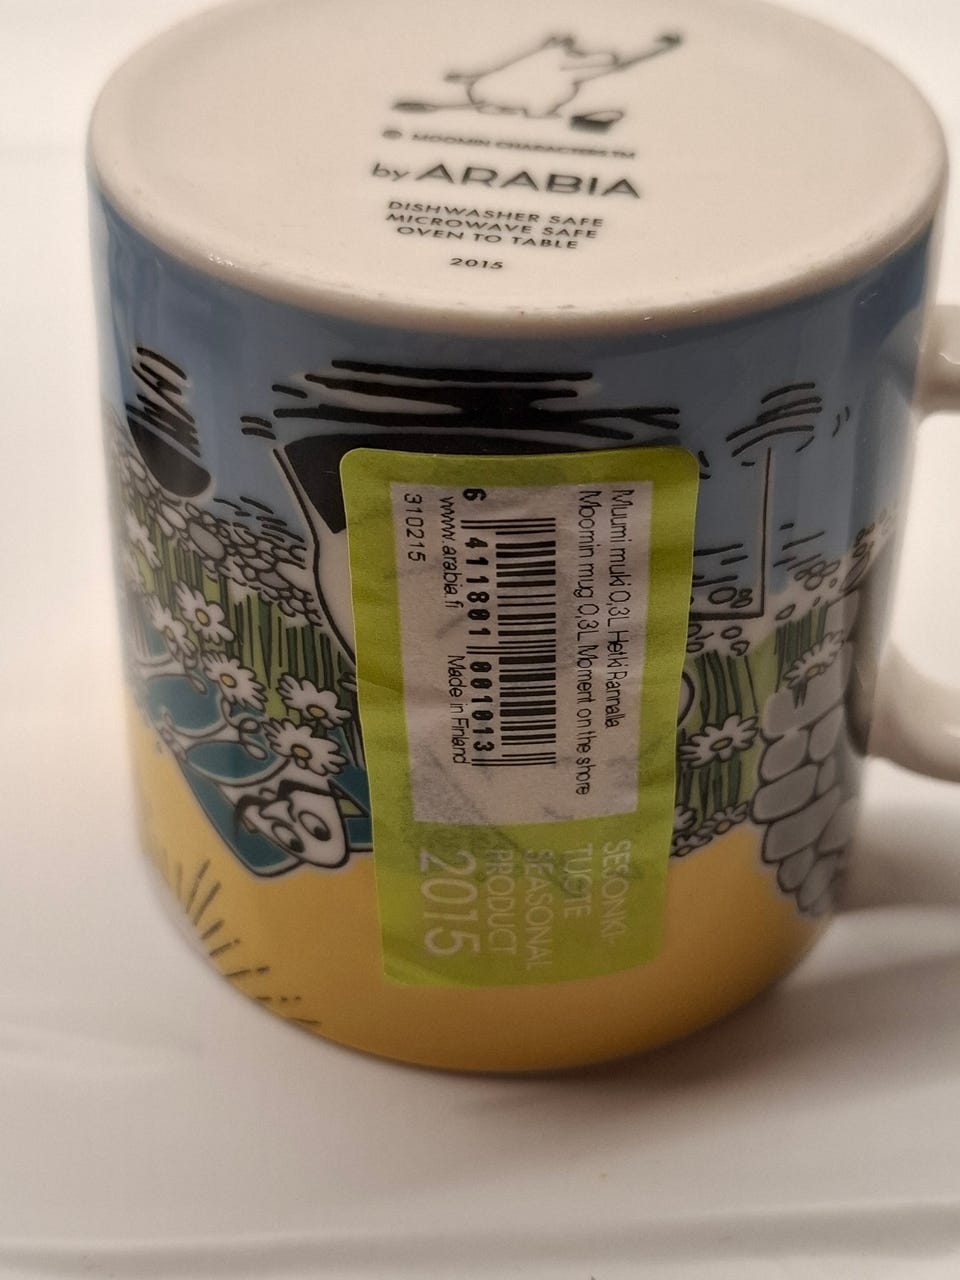 © MOOMIN CHARACTERS™
by ARABIA
DISHWASHER SAFE
MICROWAVE SAFE
OVEN TO TABLE
2015
Muumi muki 0,3L Hetki Rannalla
Moomin mug 0,3L Moment on the shore
6 411801 001013
www.arabia.fi Made in Finland
310215
SESONKI-
TUOTE
SEASONAL
PRODUCT
2015